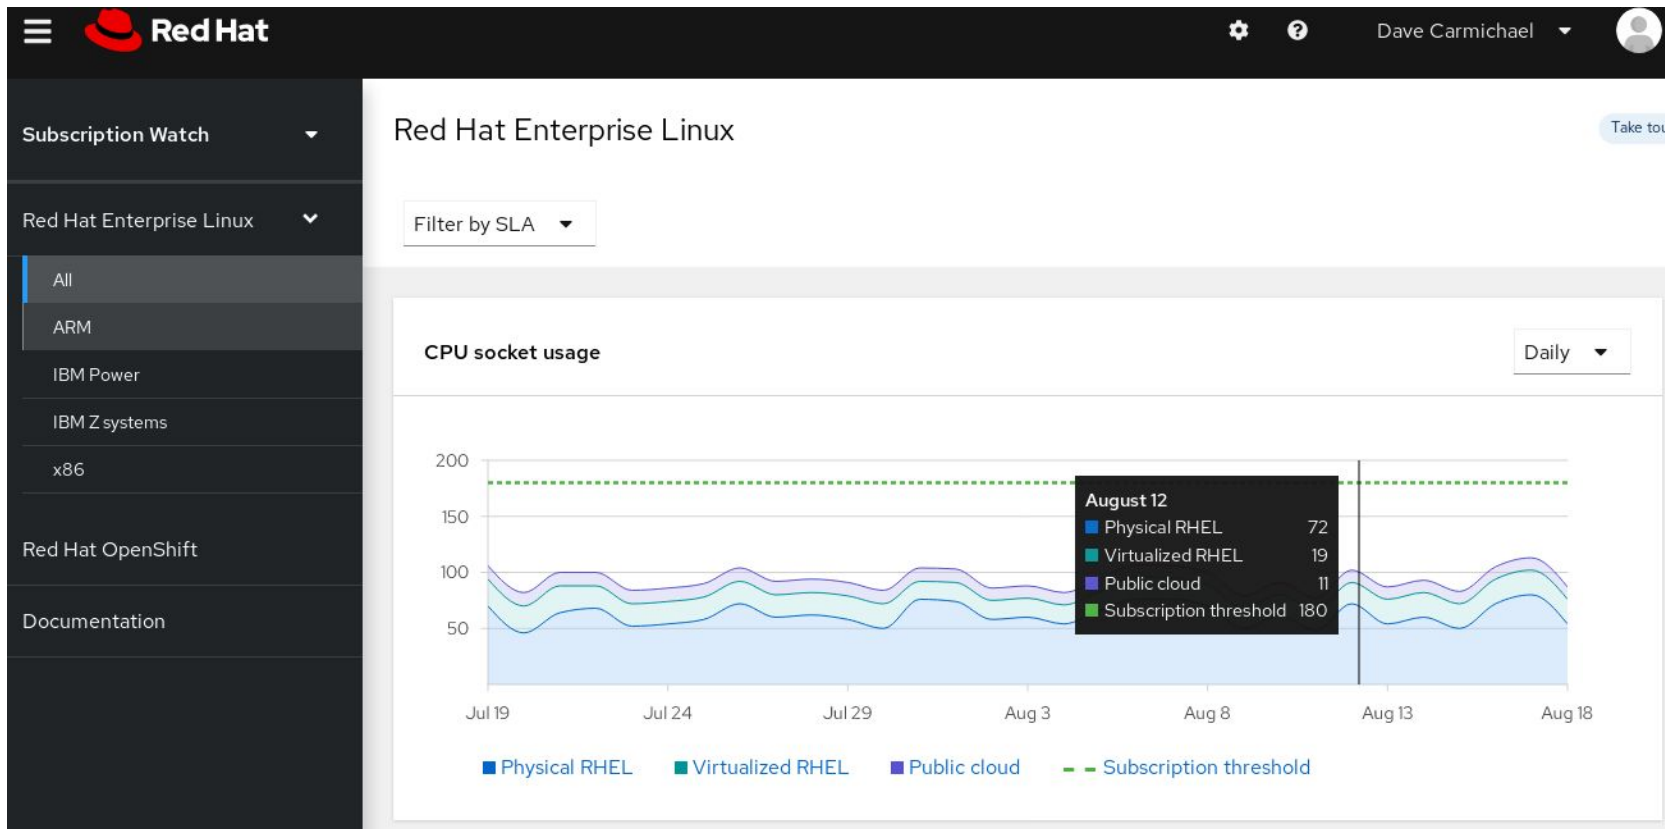 Red Hat
Dave Carmichael
Subscription Watch
Red Hat Enterprise Linux
All
ARM
IBM Power
IBM Z systems
x86
Red Hat OpenShift
Documentation
Red Hat Enterprise Linux
Take tou
Filter by SLA
CPU socket usage
Daily
200
150
100
50
August 12
Physical RHEL 72
Virtualized RHEL 19
Public cloud 11
Subscription threshold 180
Jul 19 Jul 24 Jul 29 Aug 3 Aug 8 Aug 13 Aug 18
Physical RHEL Virtualized RHEL Public cloud Subscription threshold